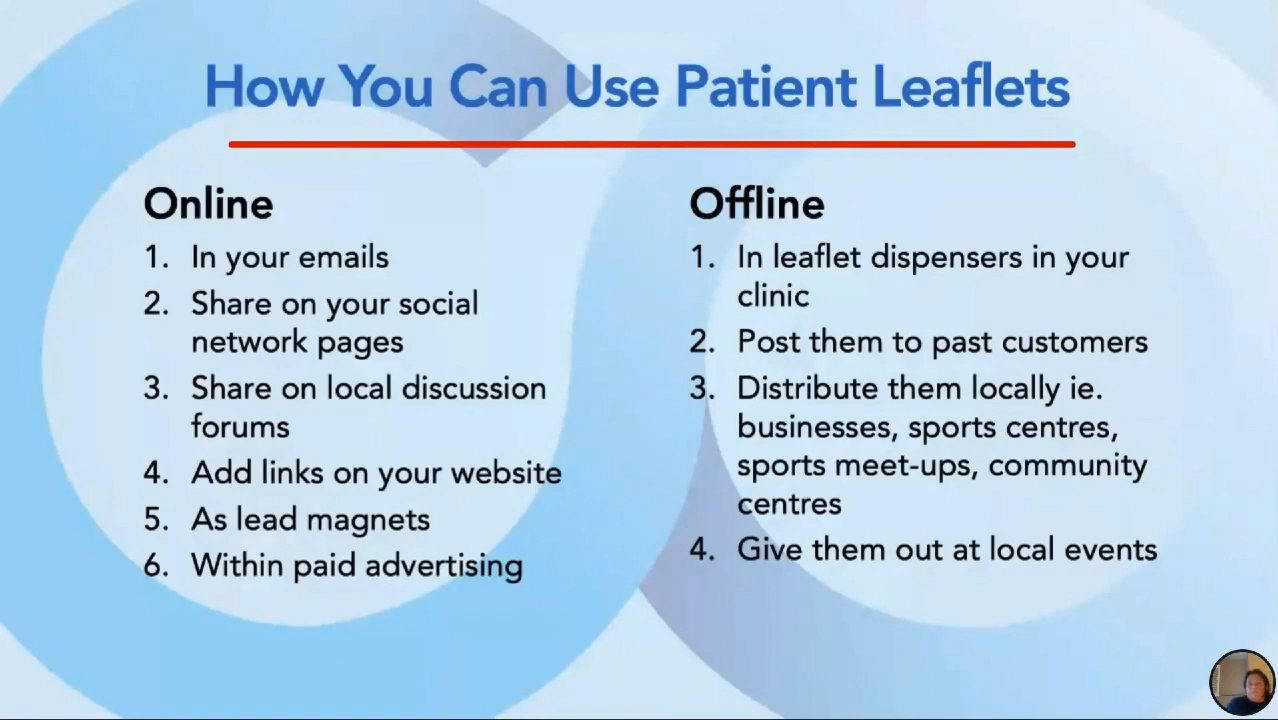 How You Can Use Patient Leaflets
Online
1. In your emails
2. Share on your social
network pages
3. Share on local discussion
forums
4. Add links on your website
5. As lead magnets
6. Within paid advertising
Offline
1. In leaflet dispensers in your
clinic
2. Post them to past customers
3. Distribute them locally ie.
businesses, sports centres,
sports meet-ups, community
centres
4. Give them out at local events